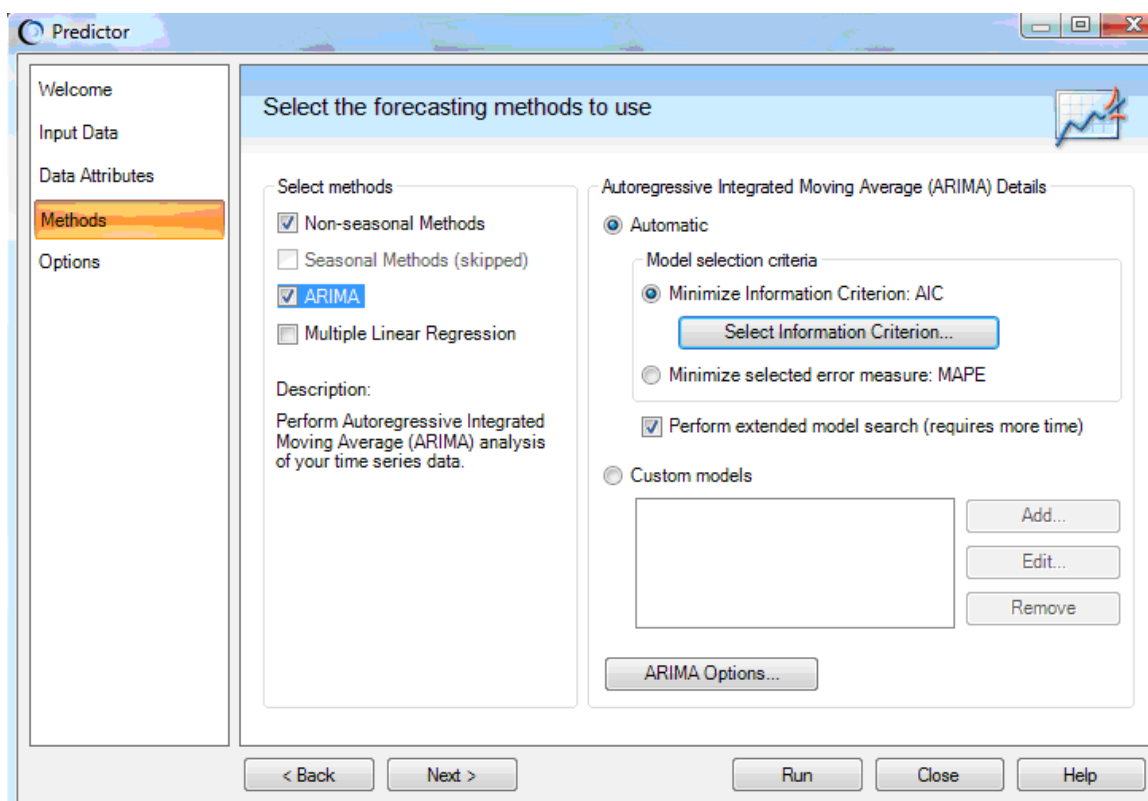 Predictor
Welcome
Input Data
Data Attributes
Methods
Options
Select the forecasting methods to use
Select methods
Non-seasonal Methods
Seasonal Methods (skipped)
ARIMA
Multiple Linear Regression
Description:
Perform Autoregressive Integrated
Moving Average (ARIMA) analysis
of your time series data.
Autoregressive Integrated Moving Average (ARIMA) Details
Automatic
Model selection criteria
Minimize Information Criterion: AIC
Select Information Criterion...
Minimize selected error measure: MAPE
Perform extended model search (requires more time)
Custom models
Add...
Edit...
Remove
ARIMA Options...
< Back
Next >
Run
Close
Help